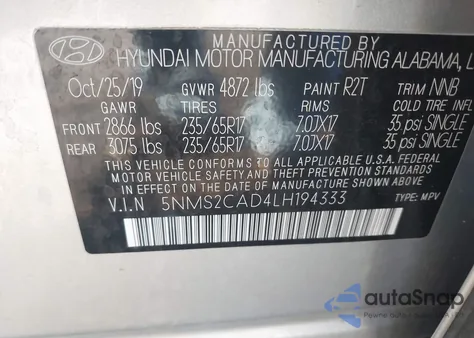 MANUFACTURED BY
HYUNDAI MOTOR MANUFACTURING ALABAMA, L
Oct/25/19 GVWR 4872 lbs PAINT R2T TRIM NNB
GAWR TIRES RIMS COLD TIRE IN
FRONT 2866 lbs 235/65R17 7.0JX17 35 psi SINGLE
REAR 3075 lbs 235/65R17 7.0JX17 35 psi SINGLE
THIS VEHICLE CONFORMS TO ALL APPLICABLE U.S.A. FEDERAL
MOTOR VEHICLE SAFETY AND THEFT PREVENTION STANDARDS
IN EFFECT ON THE DATE OF MANUFACTURE SHOWN ABOVE.
V.I.N 5NMS2CAD4LH194333
TYPE: MPV
autoSnap